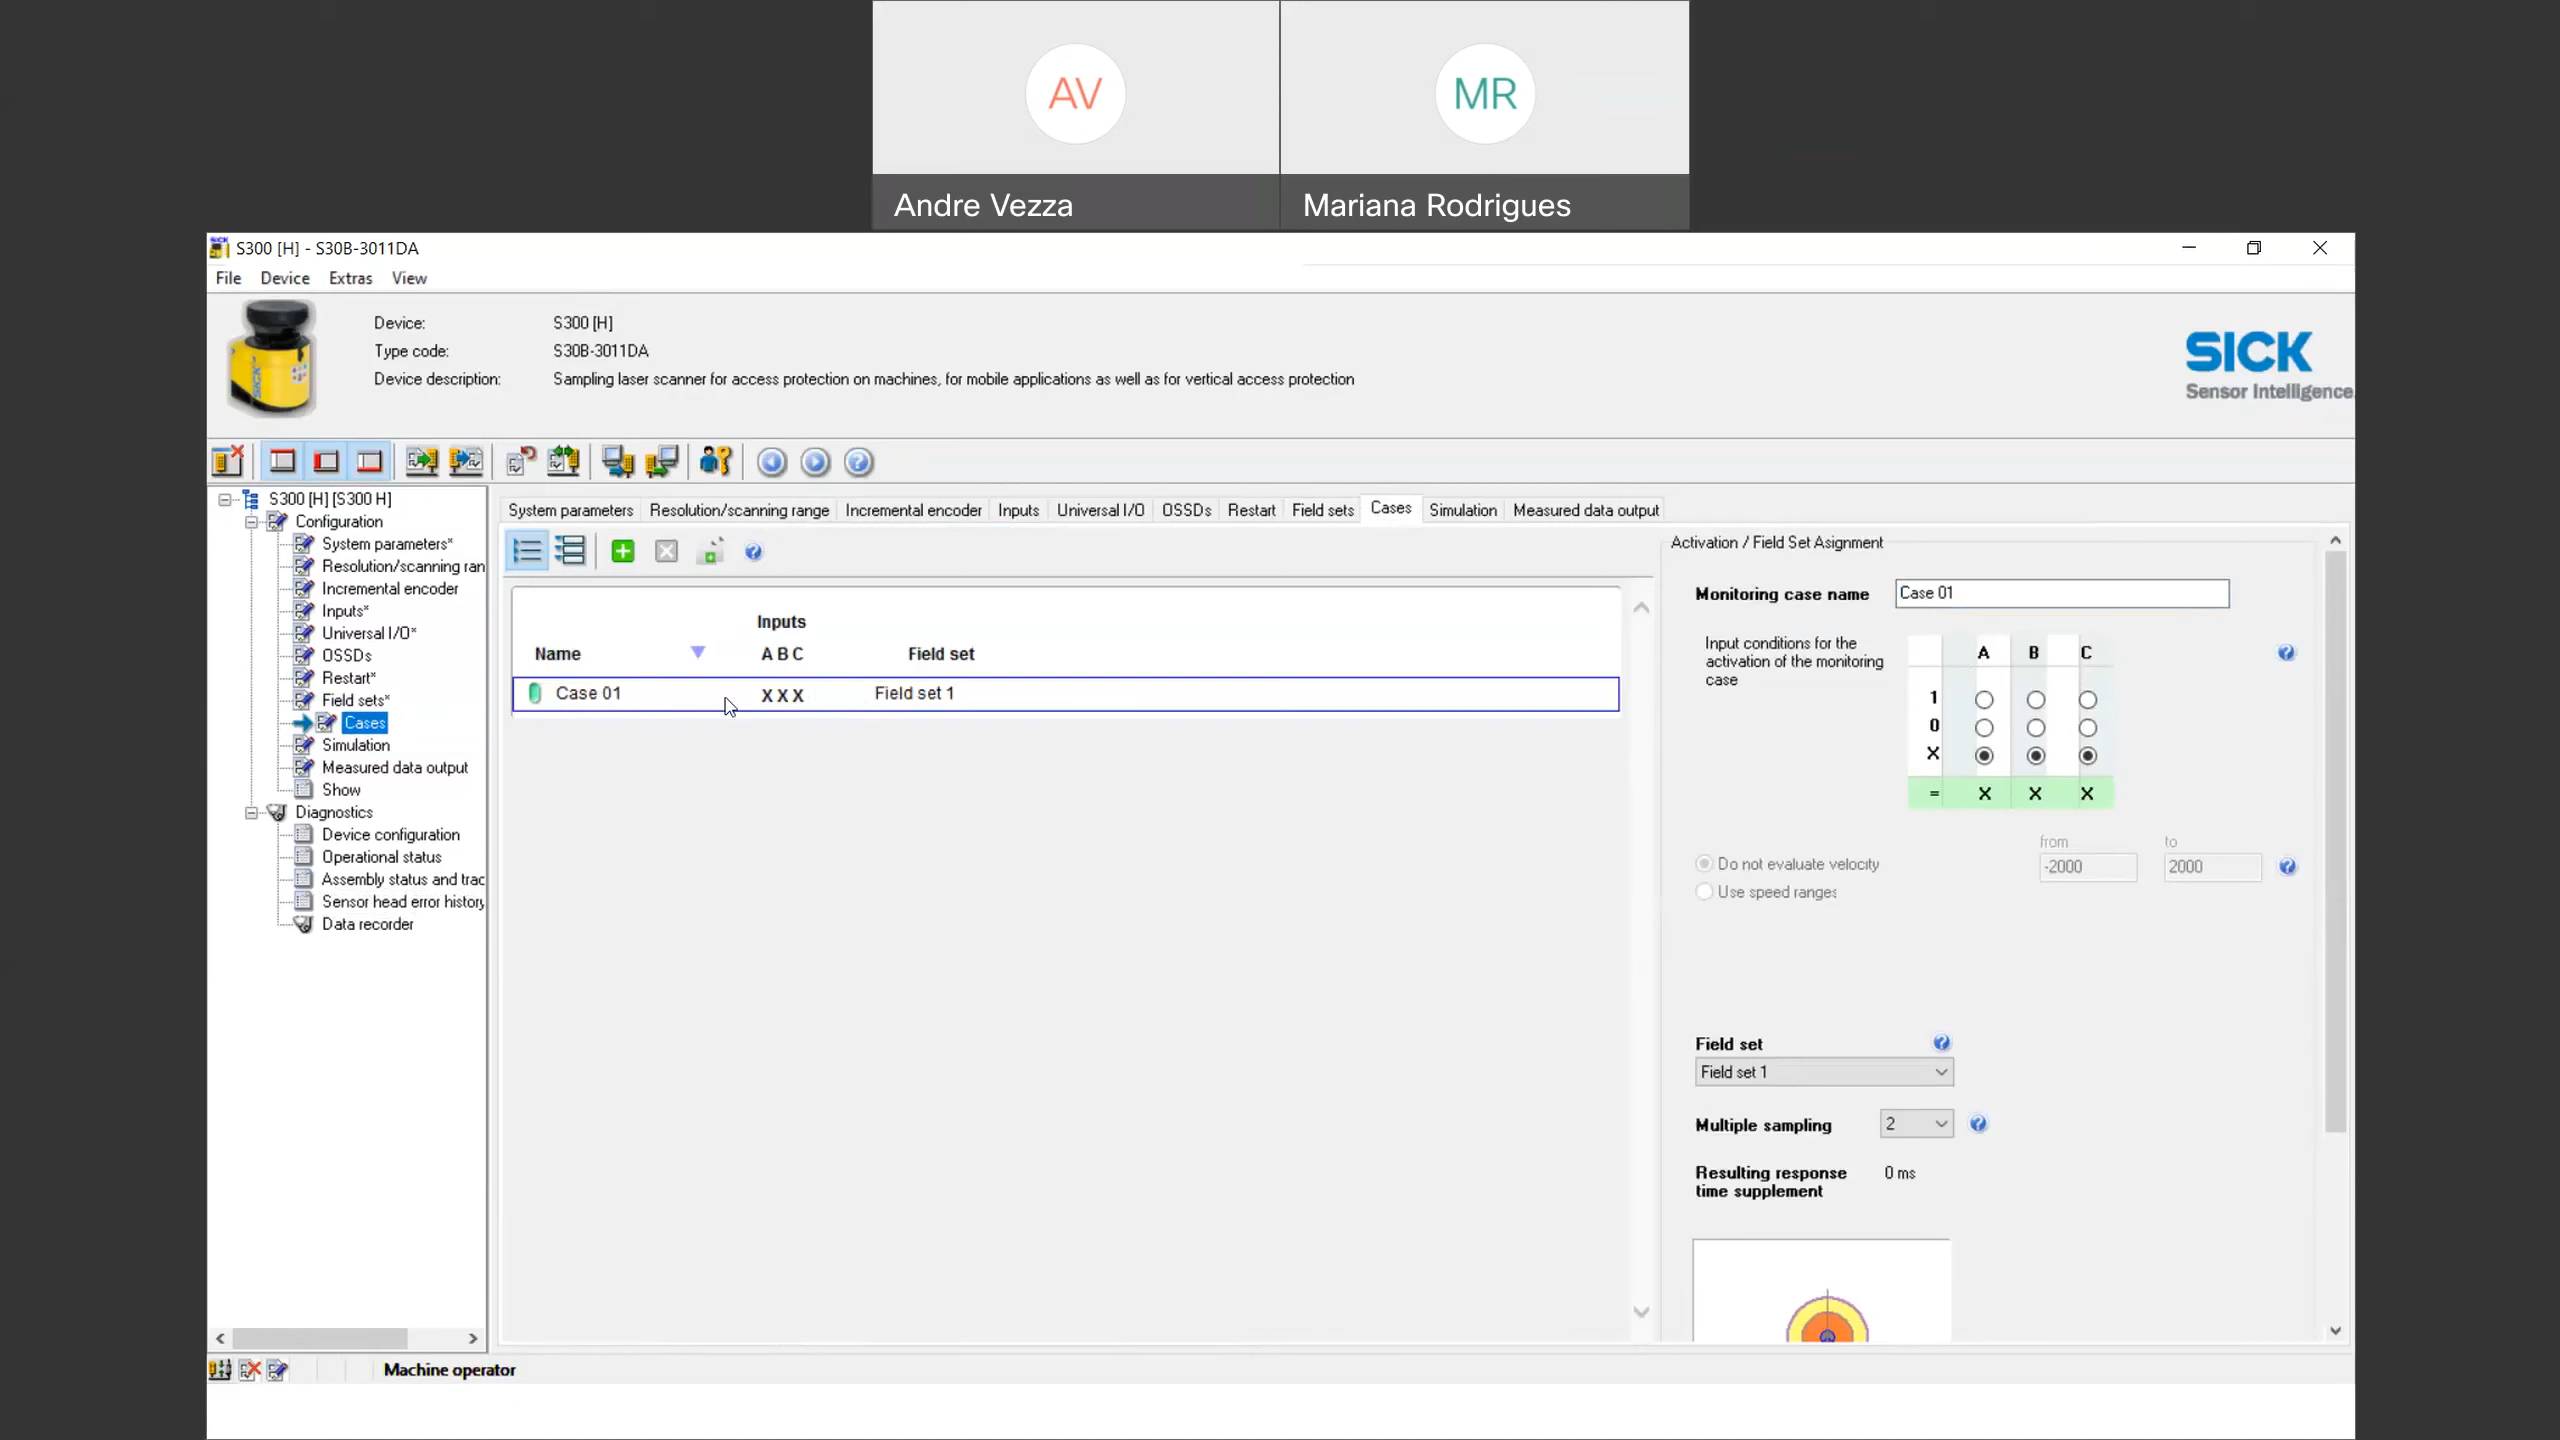 AV
MR
Andre Vezza
Mariana Rodrigues
S300 [H] - S30B-3011DA
File Device Extras View
Device: S300 [H]
Type code: S30B-3011DA
Device description: Sampling laser scanner for access protection on machines, for mobile applications as well as for vertical access protection
SICK
Sensor Intelligence.
S300 [H] [S300 H]
Configuration
System parameters*
Resolution/scanning ran
Incremental encoder
Inputs*
Universal I/O*
OSSDs
Restart*
Field sets*
Cases
Simulation
Measured data output
Show
Diagnostics
Device configuration
Operational status
Assembly status and trac
Sensor head error history
Data recorder
System parameters Resolution/scanning range Incremental encoder Inputs Universal I/O OSSDs Restart Field sets Cases Simulation Measured data output
Inputs
Name A B C Field set
Case 01 X X X Field set 1
Activation / Field Set Asignment
Monitoring case name Case 01
Input conditions for the
activation of the monitoring
case
A B C
1
0
X
= X X X
from to
Do not evaluate velocity -2000 2000
Use speed ranges
Field set
Field set 1
Multiple sampling 2
Resulting response 0 ms
time supplement
Machine operator